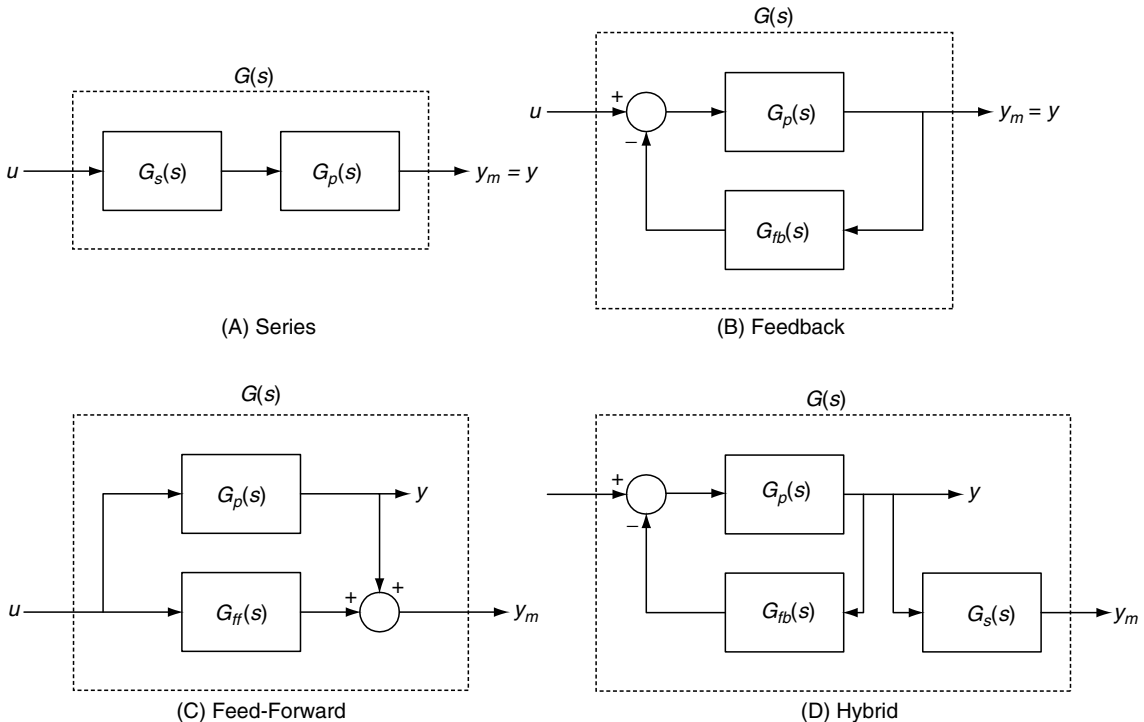 G(s)
u
G_s(s)
G_p(s)
y_m = y
(A) Series
G(s)
u
+
−
G_p(s)
y_m = y
G_fb(s)
(B) Feedback
G(s)
G_p(s)
y
u
G_ff(s)
+
+
y_m
(C) Feed-Forward
G(s)
+
−
G_p(s)
y
G_fb(s)
G_s(s)
y_m
(D) Hybrid